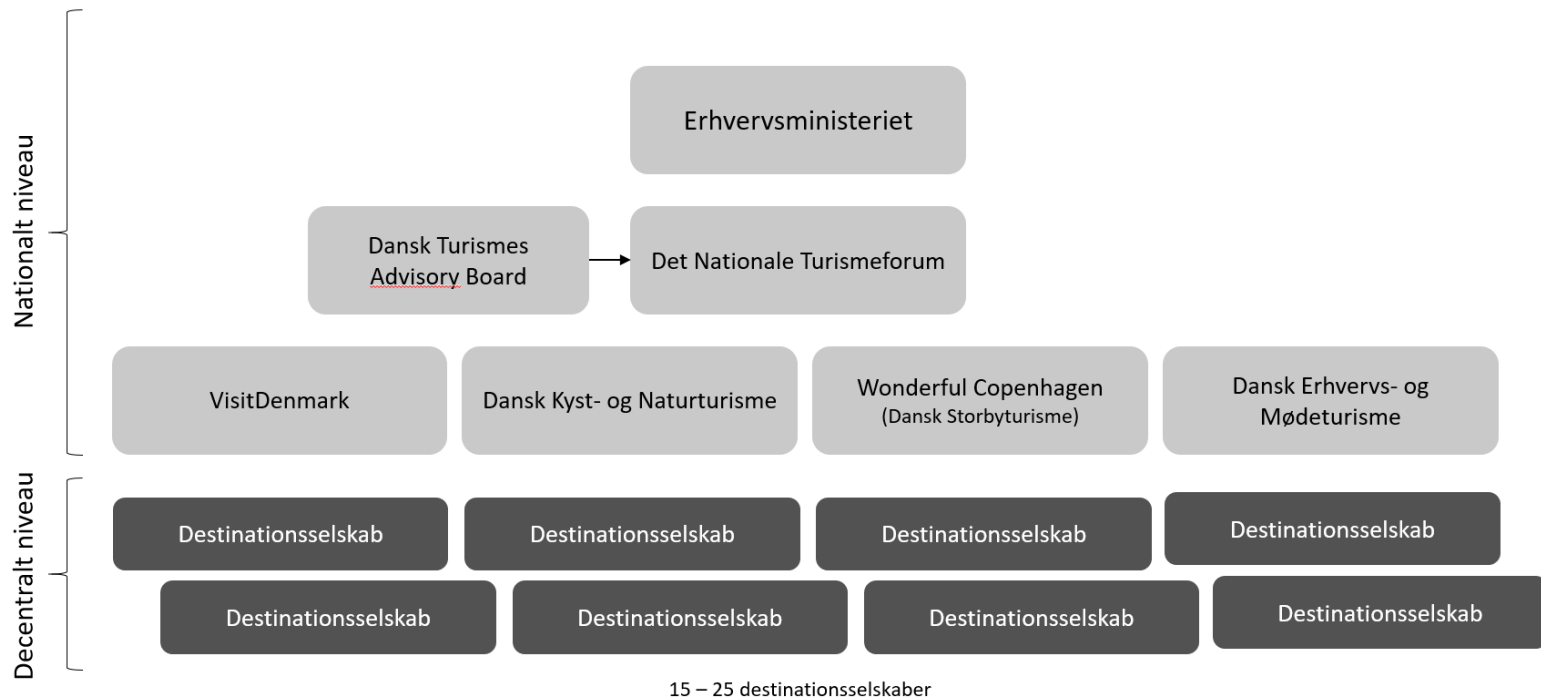 Nationalt niveau
Erhvervsministeriet
Dansk Turismes
Advisory Board
Det Nationale Turismeforum
VisitDenmark
Dansk Kyst- og Naturturisme
Wonderful Copenhagen
(Dansk Storbyturisme)
Dansk Erhvervs- og
Mødeturisme
Decentralt niveau
Destinationsselskab
Destinationsselskab
Destinationsselskab
Destinationsselskab
Destinationsselskab
Destinationsselskab
Destinationsselskab
Destinationsselskab
15 – 25 destinationsselskaber